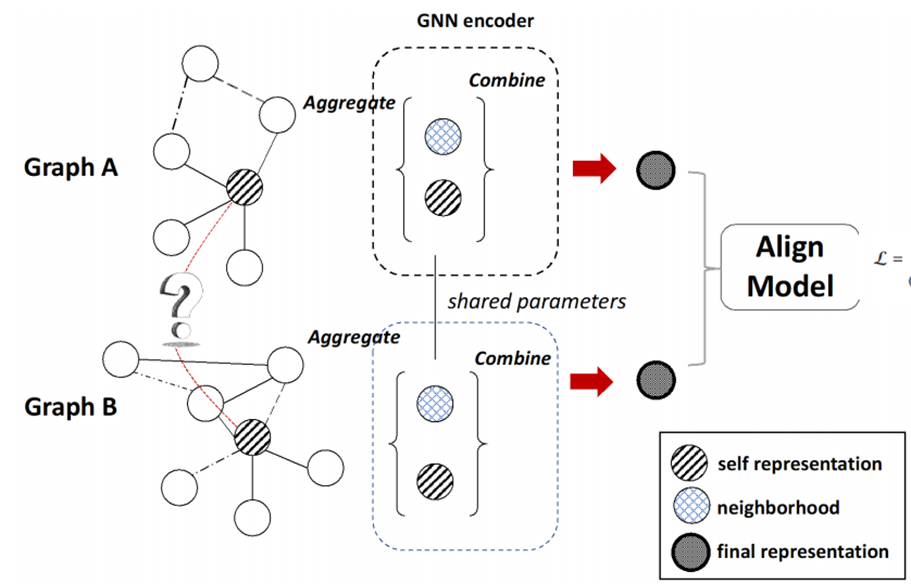 GNN encoder
Aggregate
Combine
Graph A
Align
Model
ℒ =
shared parameters
Aggregate
Combine
Graph B
self representation
neighborhood
final representation
?